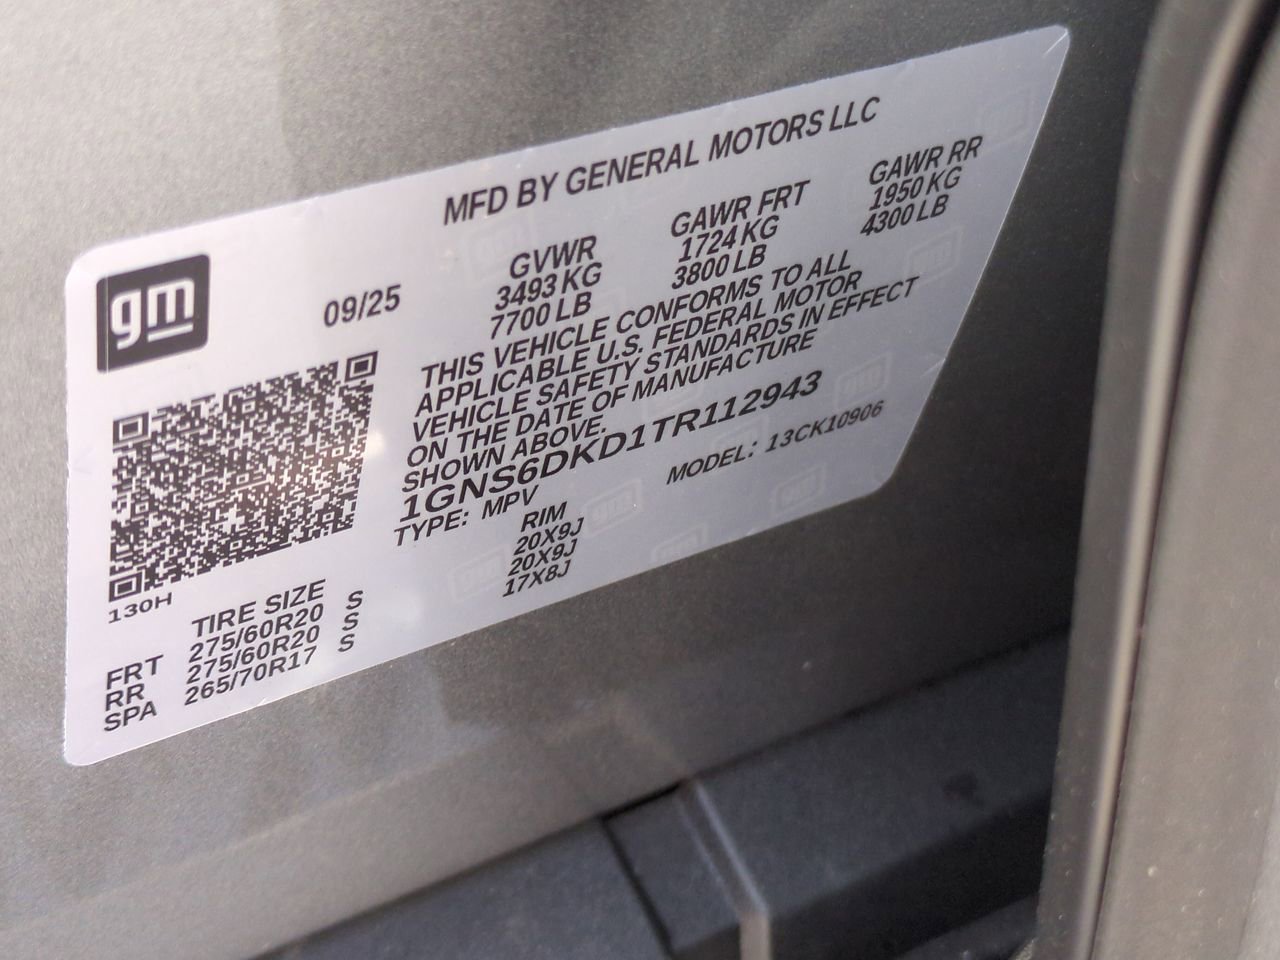 MFD BY GENERAL MOTORS LLC
gm
09/25
GVWR GAWR FRT GAWR RR
3493 KG 1724 KG 1950 KG
7700 LB 3800 LB 4300 LB
THIS VEHICLE CONFORMS TO ALL
APPLICABLE U.S. FEDERAL MOTOR
VEHICLE SAFETY STANDARDS IN EFFECT
ON THE DATE OF MANUFACTURE
SHOWN ABOVE.
1GNS6DKD1TR112943
TYPE: MPV MODEL: 13CK10906
130H
TIRE SIZE RIM
FRT 275/60R20 S 20X9J
RR 275/60R20 S 20X9J
SPA 265/70R17 S 17X8J